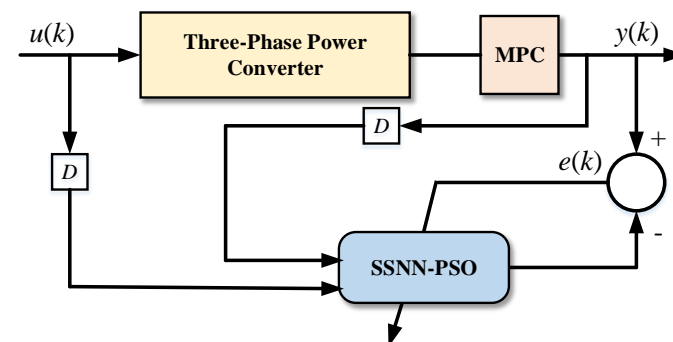 u(k)
Three-Phase Power
Converter
MPC
y(k)
D
+
D
e(k)
-
SSNN-PSO